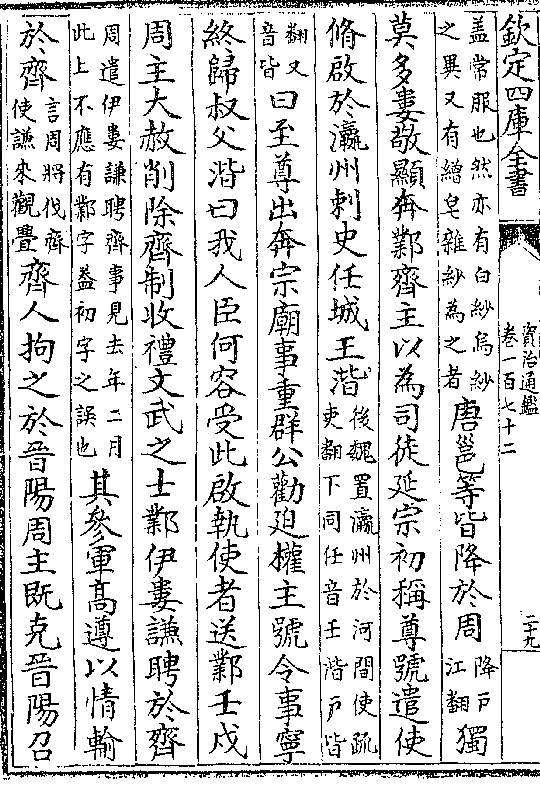 欽定四庫全書
資治通鑑
卷一百七十二
二十九
盖常服也然亦有白紗烏紗
之異又有繒皂雜紗為之者
唐邕等皆降於周
降戸
江翻
獨
莫多婁敬顯奔鄴齊主以為司徒延宗初稱尊號遣使
脩啟於瀛州刺史任城王湝
後魏置瀛州於河間使疏
吏翻下同任音壬湝户皆
翻又
音皆
曰至尊出奔宗廟事重群公勸廹權主號令事寧
終歸叔父湝曰我人臣何容受此啟執使者送鄴壬戌
周主大赦削除齊制收禮文武之士鄴伊婁謙聘於齊
周遣伊婁謙聘齊事見去年二月
此上不應有鄴字葢初字之誤也
其參軍髙遵以情輸
於齊
言周將伐齊
使謙來觀釁
齊人拘之於晉陽周主既克晉陽召